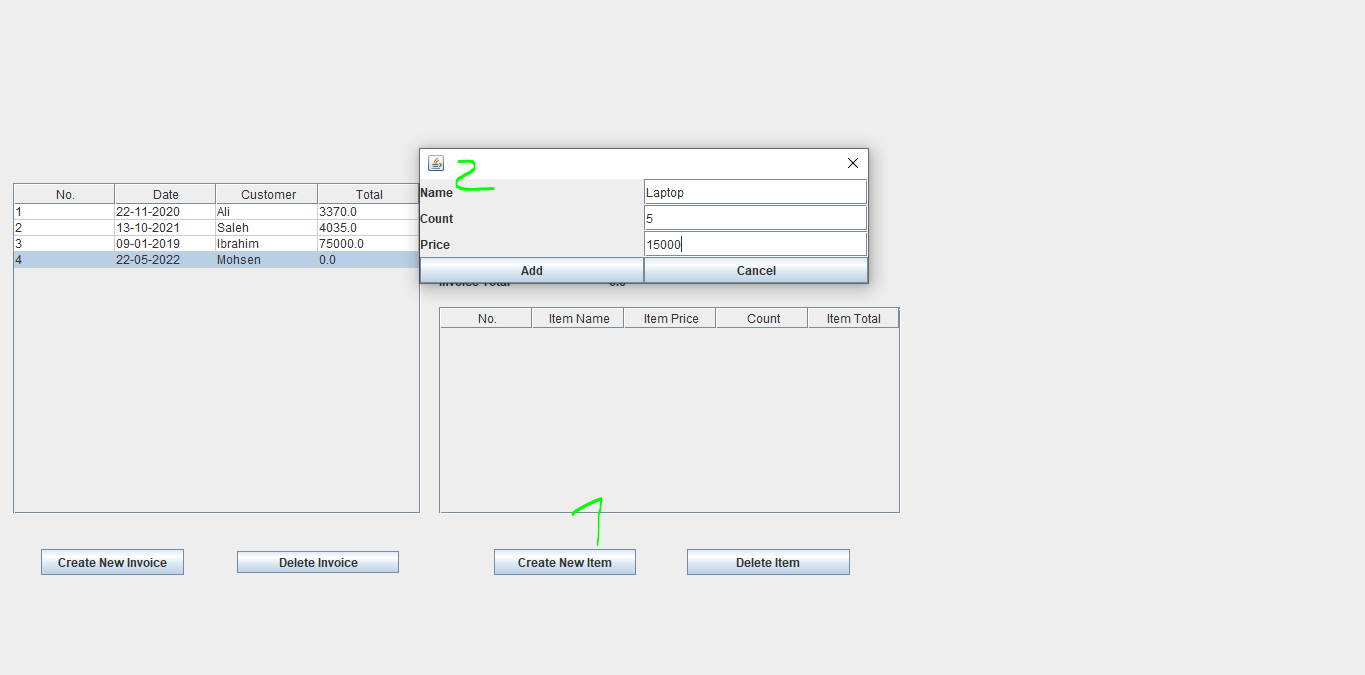 2
Name Laptop
Count 5
Price 15000
Add Cancel
No. Date Customer Total
1 22-11-2020 Ali 3370.0
2 13-10-2021 Saleh 4035.0
3 09-01-2019 Ibrahim 75000.0
4 22-05-2022 Mohsen 0.0
Invoice Total 0.0
No. Item Name Item Price Count Item Total
1
Create New Invoice Delete Invoice Create New Item Delete Item